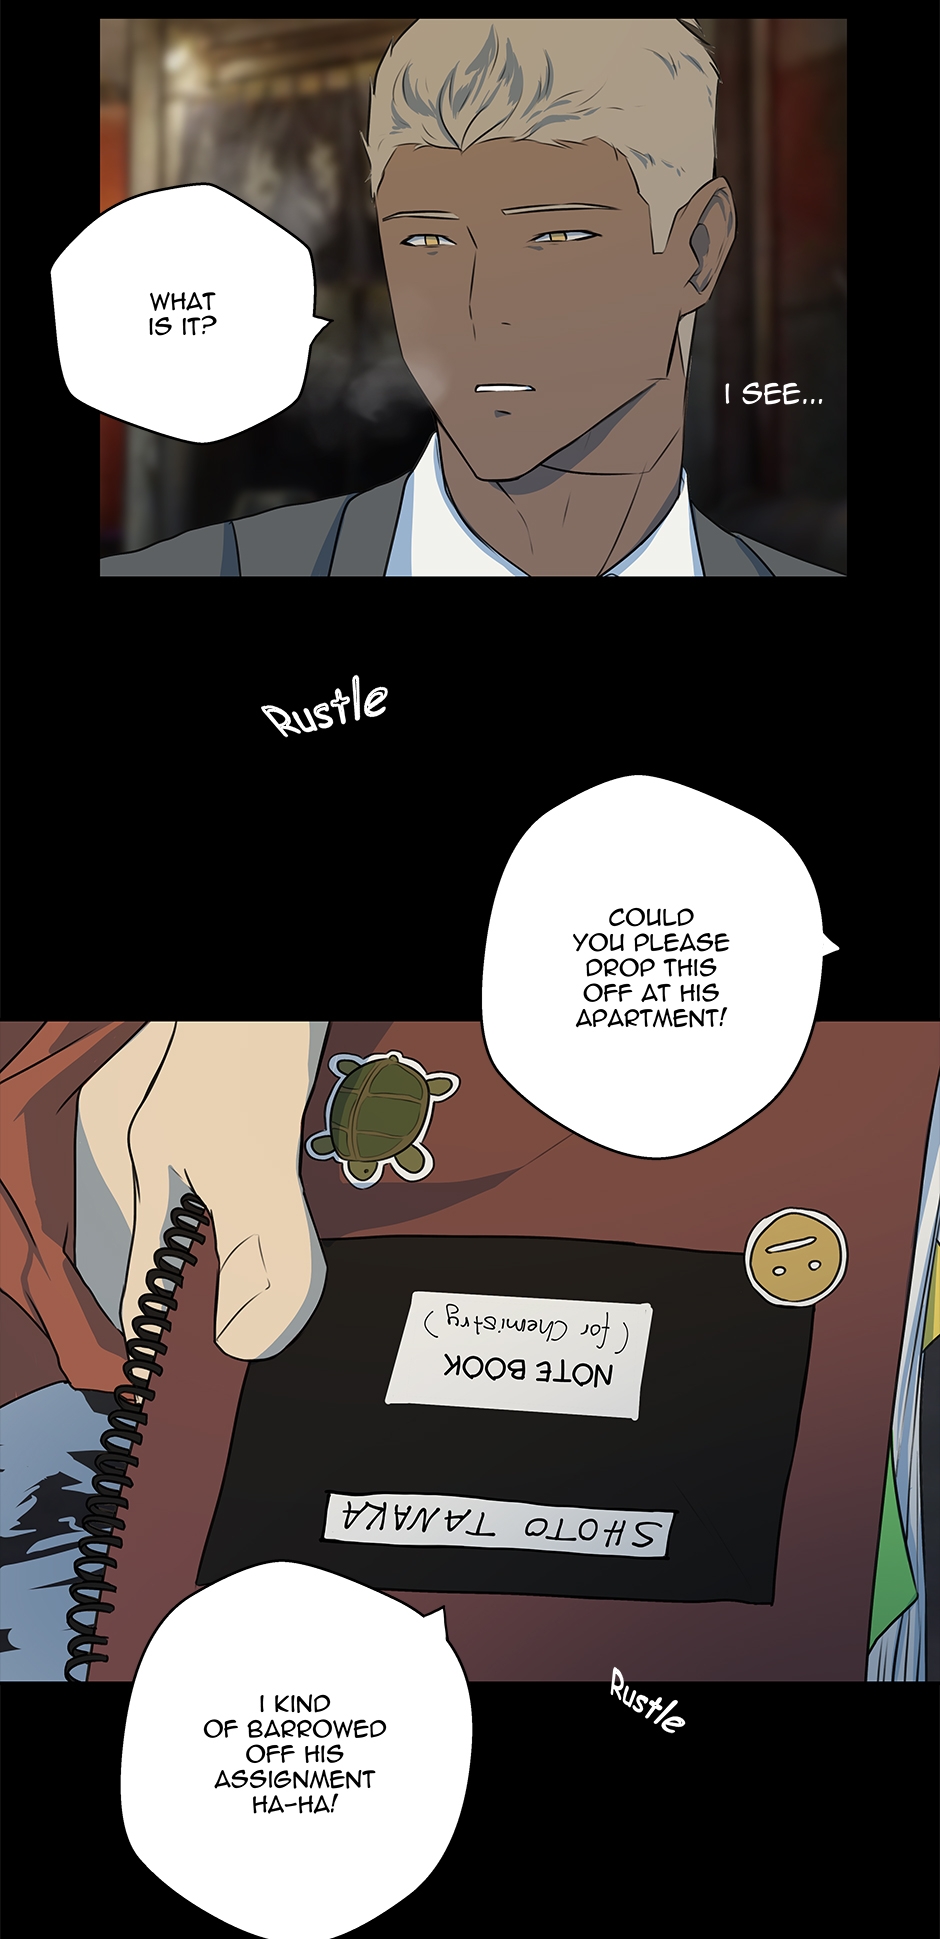 WHAT
IS IT?
I SEE...
Rustle
COULD
YOU PLEASE
DROP THIS
OFF AT HIS
APARTMENT!
NOTE BOOK
(for Chemistry)
SHOTO TANAKA
Rustle
I KIND
OF BARROWED
OFF HIS
ASSIGNMENT
HA-HA!